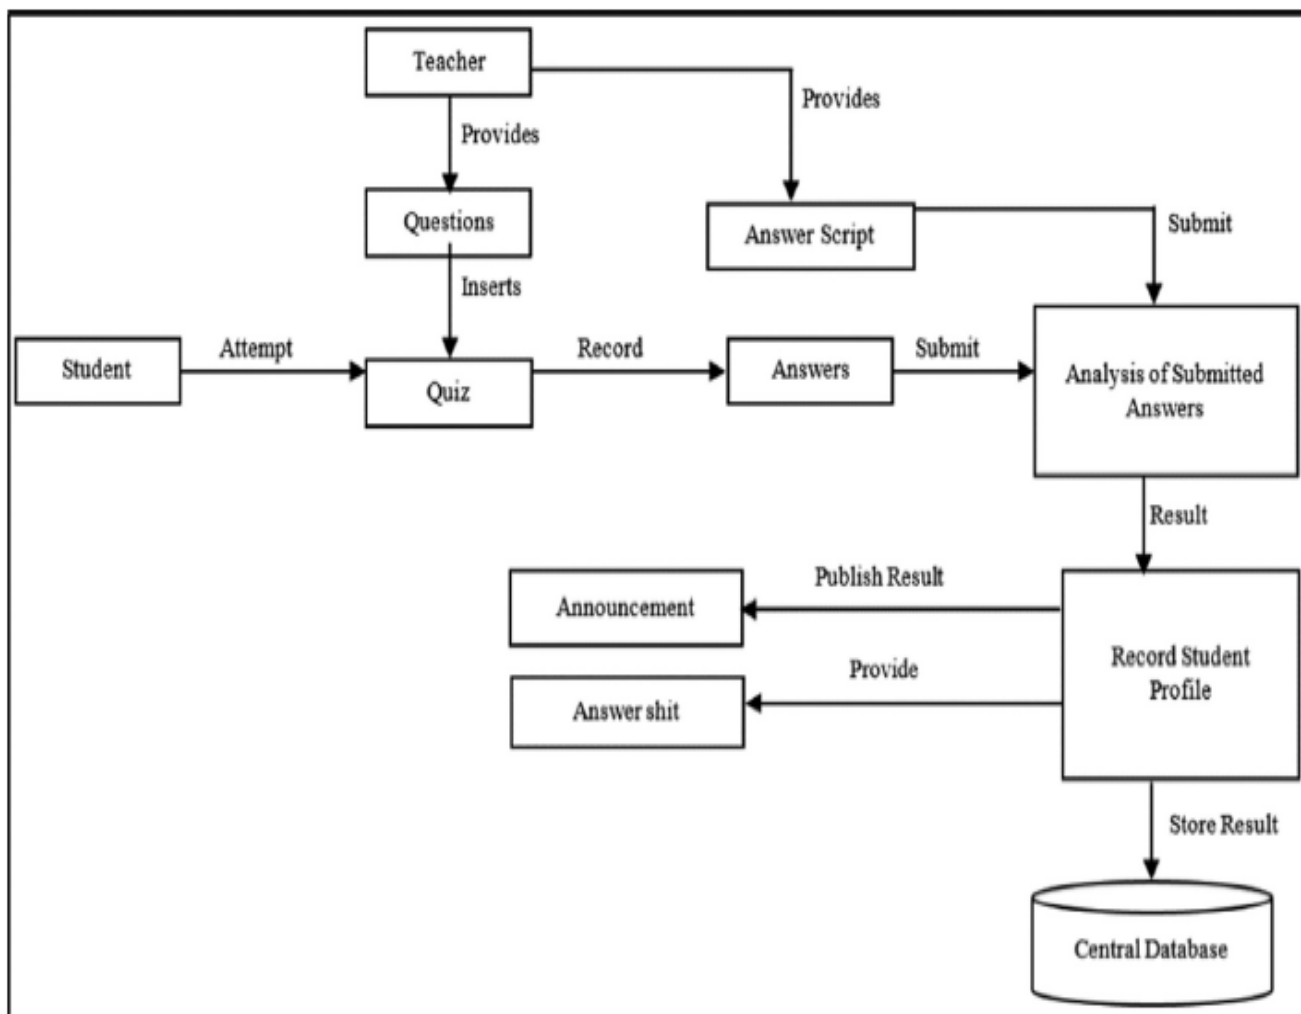 Teacher
Provides
Provides
Questions
Answer Script
Submit
Inserts
Student
Attempt
Quiz
Record
Answers
Submit
Analysis of Submitted
Answers
Result
Announcement
Publish Result
Record Student
Profile
Answer shit
Provide
Store Result
Central Database